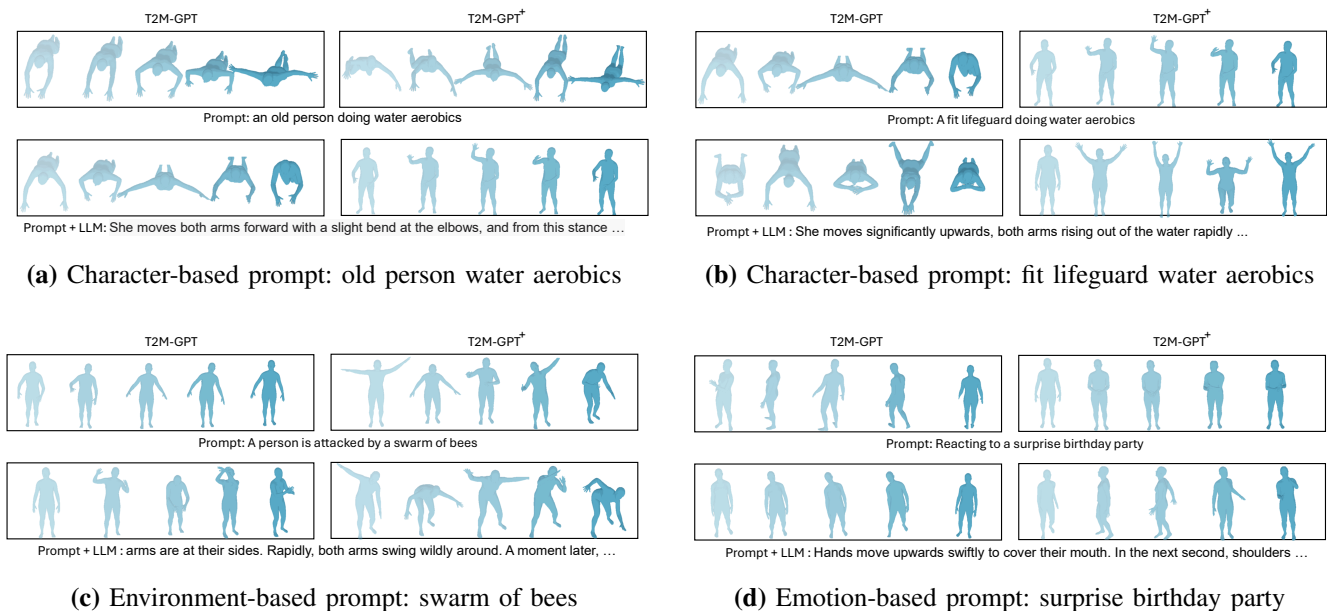 T2M-GPT T2M-GPT+ T2M-GPT T2M-GPT+
Prompt: an old person doing water aerobics
Prompt: A fit lifeguard doing water aerobics
Prompt + LLM: She moves both arms forward with a slight bend at the elbows, and from this stance ...
Prompt + LLM : She moves significantly upwards, both arms rising out of the water rapidly ...
(a) Character-based prompt: old person water aerobics
(b) Character-based prompt: fit lifeguard water aerobics
T2M-GPT T2M-GPT+ T2M-GPT T2M-GPT+
Prompt: A person is attacked by a swarm of bees
Prompt: Reacting to a surprise birthday party
Prompt + LLM : arms are at their sides. Rapidly, both arms swing wildly around. A moment later, ...
Prompt + LLM : Hands move upwards swiftly to cover their mouth. In the next second, shoulders ...
(c) Environment-based prompt: swarm of bees
(d) Emotion-based prompt: surprise birthday party